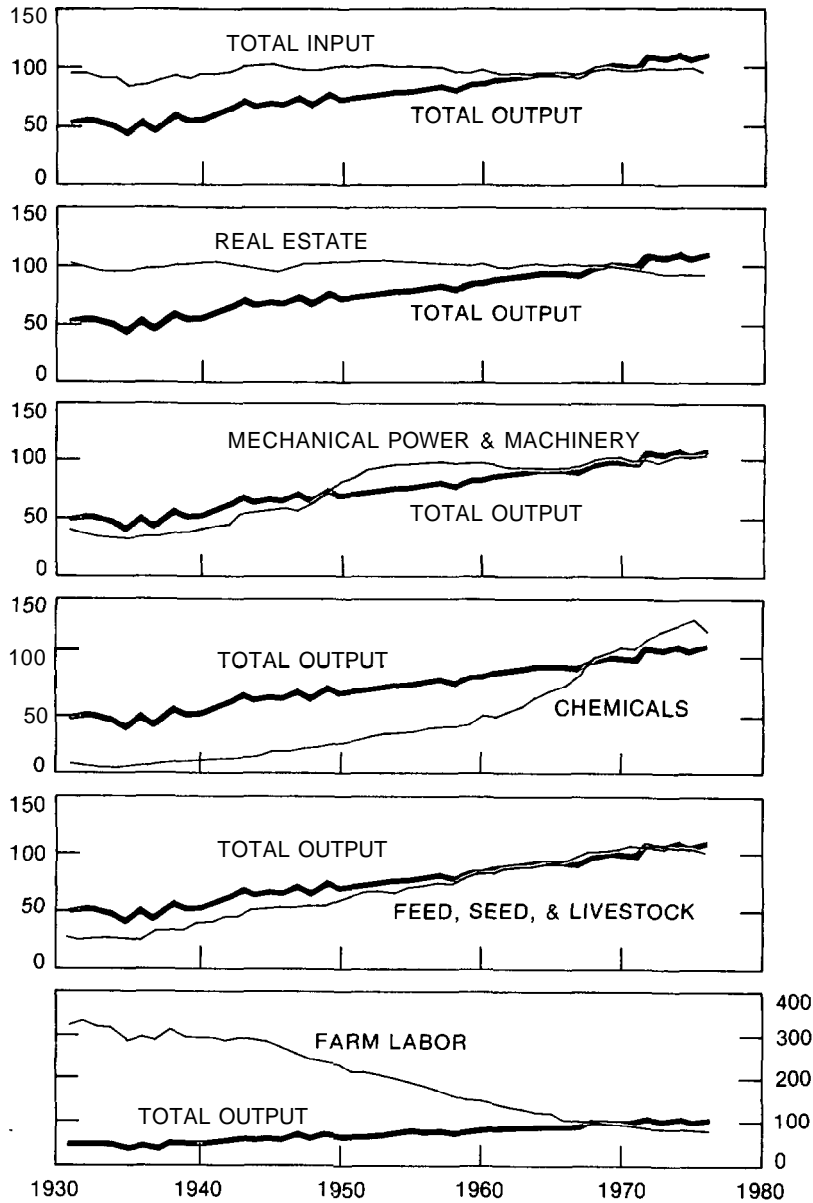 150
TOTAL INPUT
100
TOTAL OUTPUT
50
0
150
REAL ESTATE
100
TOTAL OUTPUT
50
0
150
MECHANICAL POWER & MACHINERY
100
TOTAL OUTPUT
50
0
150
TOTAL OUTPUT
100
CHEMICALS
50
0
150
TOTAL OUTPUT
100
FEED, SEED, & LIVESTOCK
50
0
400
FARM LABOR
300
200
TOTAL OUTPUT
100
0
1930 1940 1950 1960 1970 1980